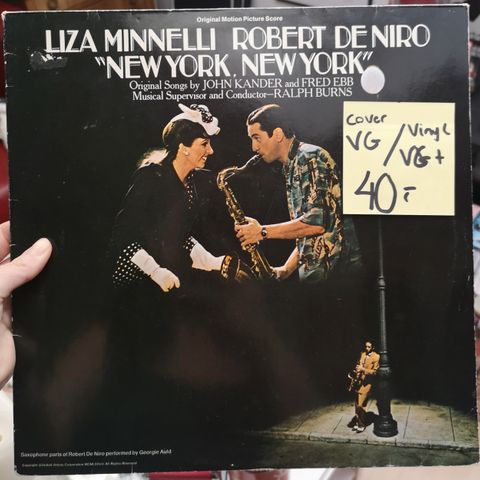 Original Motion Picture Score
LIZA MINNELLI ROBERT DE NIRO
"NEW YORK, NEW YORK"
Original Songs by JOHN KANDER and FRED EBB
Musical Supervisor and Conductor—RALPH BURNS
cover
VG / Vinyl
VG+
40:-
Saxophone parts of Robert De Niro performed by Georgie Auld